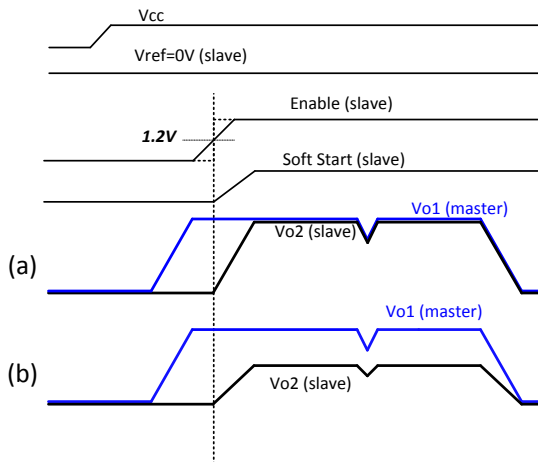 Vcc
Vref=0V (slave)
Enable (slave)
1.2V
Soft Start (slave)
Vo1 (master)
Vo2 (slave)
(a)
Vo1 (master)
(b)
Vo2 (slave)